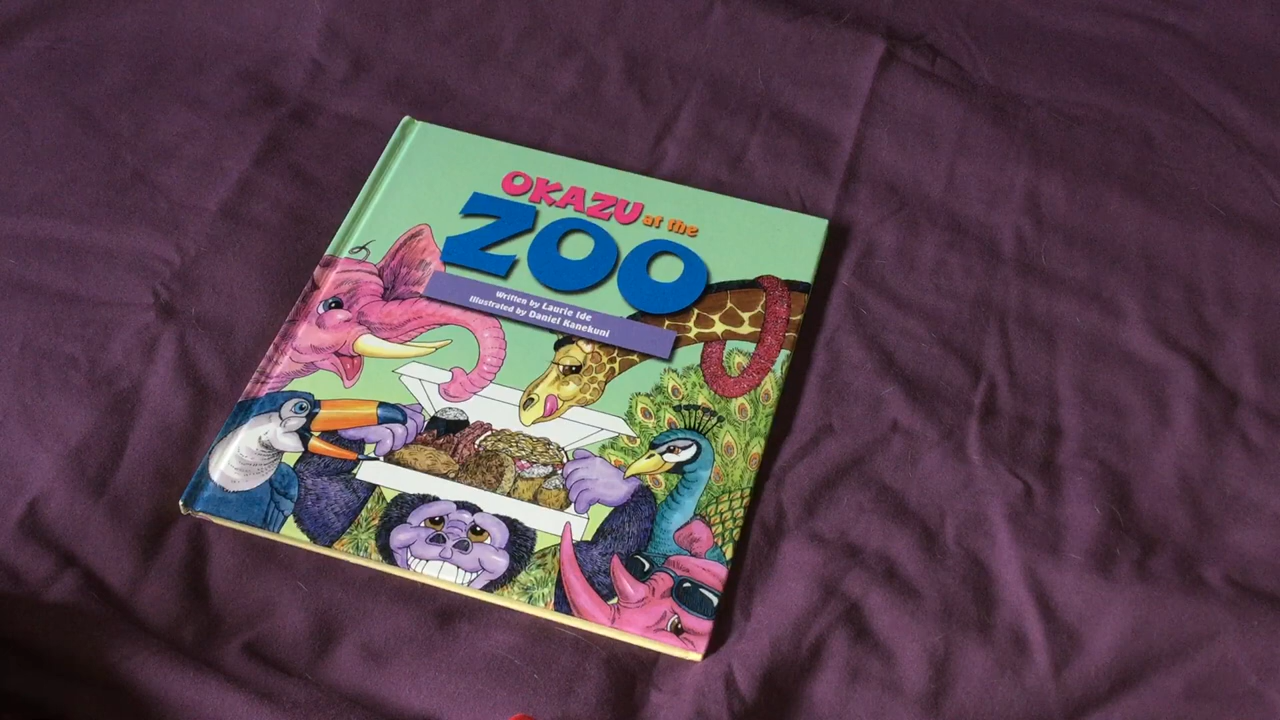 OKAZU at the
ZOO
Written by Laurie Ide
Illustrated by Daniel Kanekuni